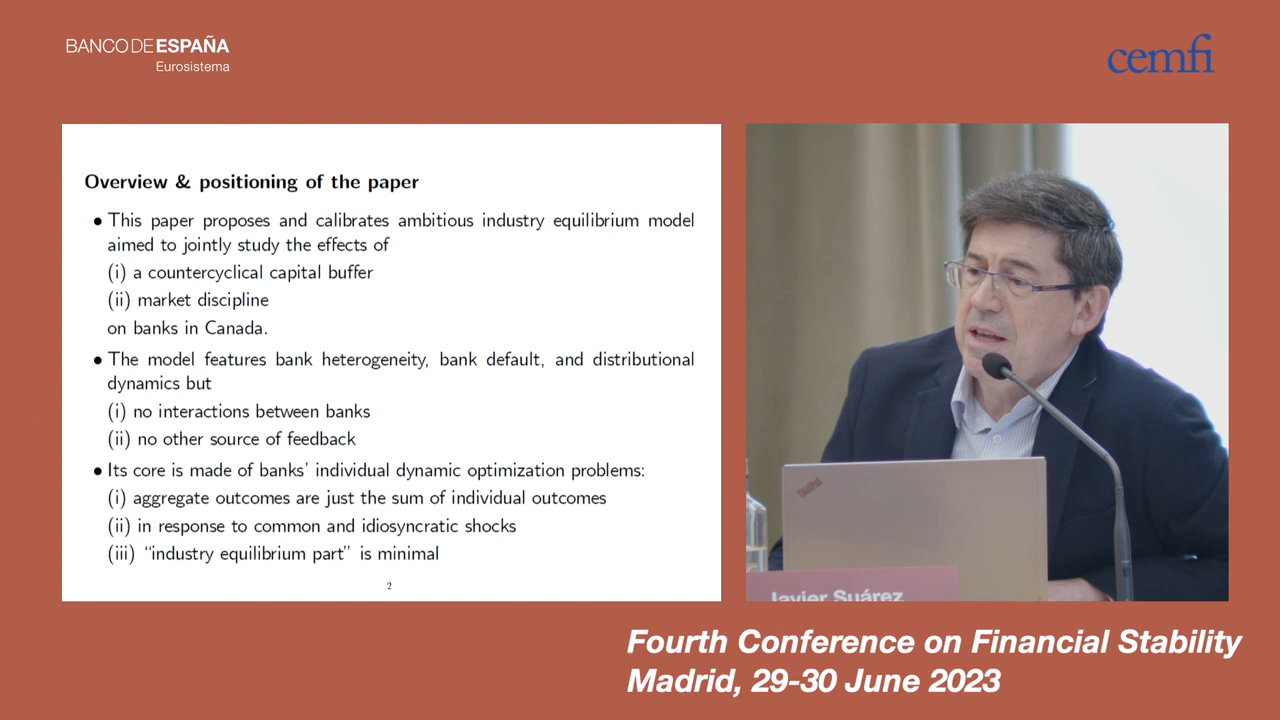 BANCO DE ESPAÑA
Eurosistema
cemfi
Overview & positioning of the paper
● This paper proposes and calibrates ambitious industry equilibrium model
aimed to jointly study the effects of
(i) a countercyclical capital buffer
(ii) market discipline
on banks in Canada.
● The model features bank heterogeneity, bank default, and distributional
dynamics but
(i) no interactions between banks
(ii) no other source of feedback
● Its core is made of banks' individual dynamic optimization problems:
(i) aggregate outcomes are just the sum of individual outcomes
(ii) in response to common and idiosyncratic shocks
(iii) “industry equilibrium part” is minimal
2
ThinkPad
Javier Suárez
Fourth Conference on Financial Stability
Madrid, 29-30 June 2023